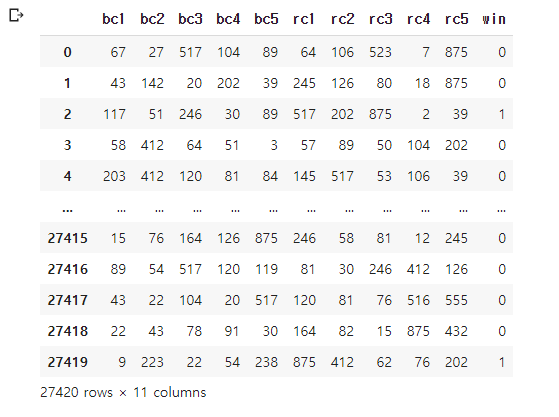 bc1 bc2 bc3 bc4 bc5 rc1 rc2 rc3 rc4 rc5 win
0 67 27 517 104 89 64 106 523 7 875 0
1 43 142 20 202 39 245 126 80 18 875 0
2 117 51 246 30 89 517 202 875 2 39 1
3 58 412 64 51 3 57 89 50 104 202 0
4 203 412 120 81 84 145 517 53 106 39 0
... ... ... ... ... ... ... ... ... ... ... ...
27415 15 76 164 126 875 246 58 81 12 245 0
27416 89 54 517 120 119 81 30 246 412 126 0
27417 43 22 104 20 517 120 81 76 516 555 0
27418 22 43 78 91 30 164 82 15 875 432 0
27419 9 223 22 54 238 875 412 62 76 202 1
27420 rows × 11 columns